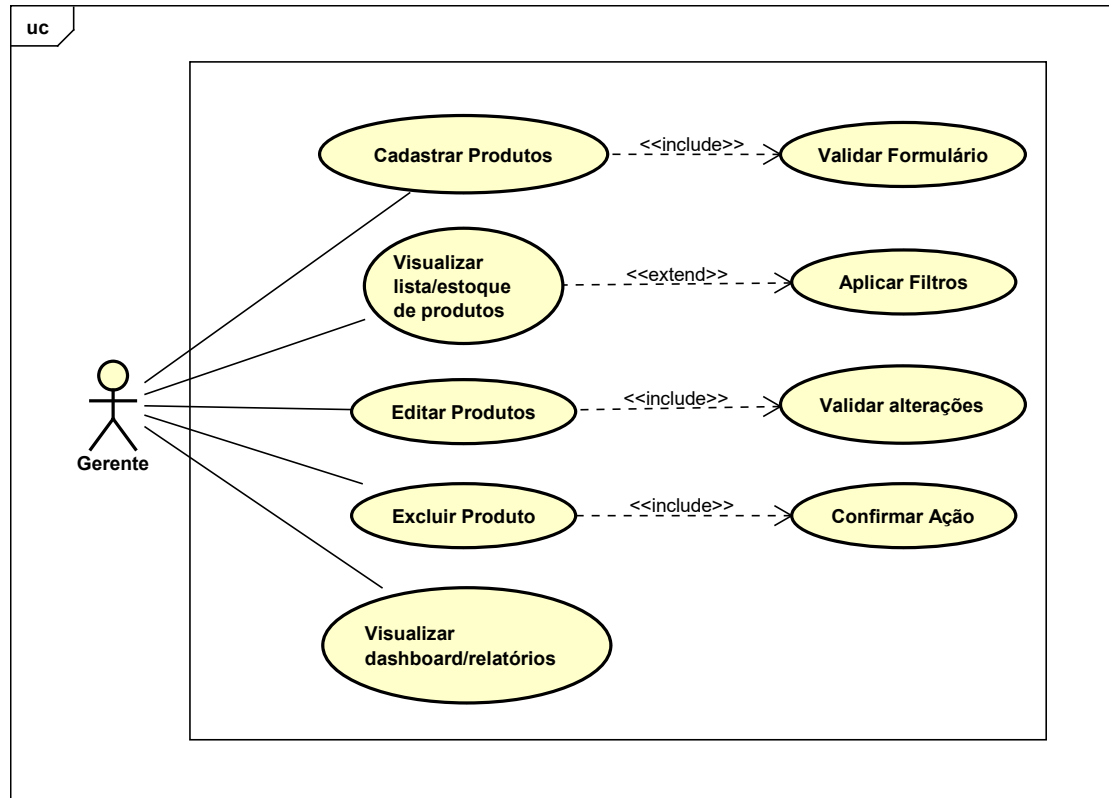 uc
Cadastrar Produtos
<<include>>
Validar Formulário
Visualizar
lista/estoque
de produtos
<<extend>>
Aplicar Filtros
Editar Produtos
<<include>>
Validar alterações
Gerente
Excluir Produto
<<include>>
Confirmar Ação
Visualizar
dashboard/relatórios